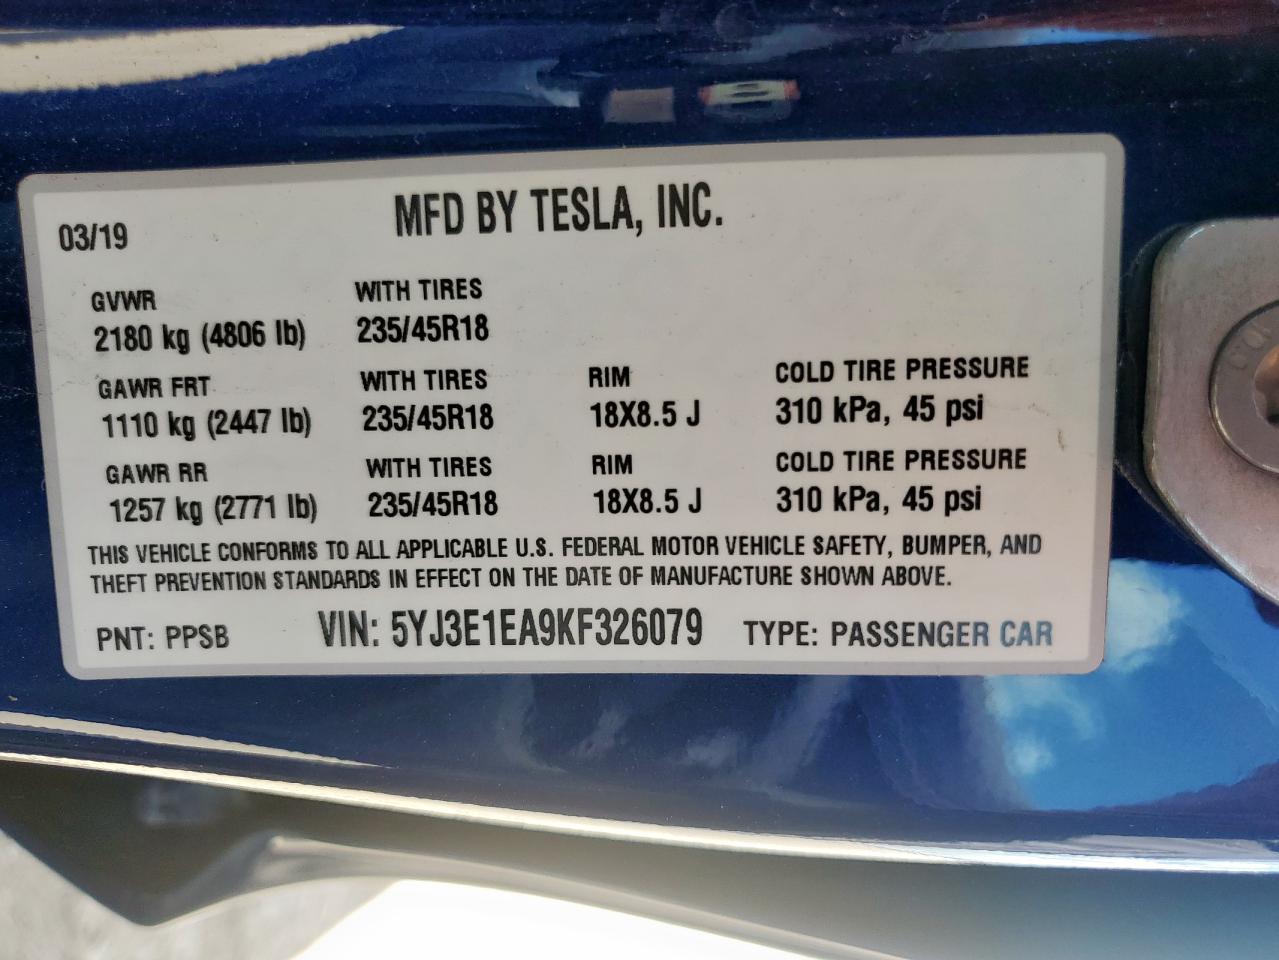 03/19 MFD BY TESLA, INC.
GVWR WITH TIRES
2180 kg (4806 lb) 235/45R18
GAWR FRT WITH TIRES RIM COLD TIRE PRESSURE
1110 kg (2447 lb) 235/45R18 18X8.5 J 310 kPa, 45 psi
GAWR RR WITH TIRES RIM COLD TIRE PRESSURE
1257 kg (2771 lb) 235/45R18 18X8.5 J 310 kPa, 45 psi
THIS VEHICLE CONFORMS TO ALL APPLICABLE U.S. FEDERAL MOTOR VEHICLE SAFETY, BUMPER, AND
THEFT PREVENTION STANDARDS IN EFFECT ON THE DATE OF MANUFACTURE SHOWN ABOVE.
PNT: PPSB VIN: 5YJ3E1EA9KF326079 TYPE: PASSENGER CAR